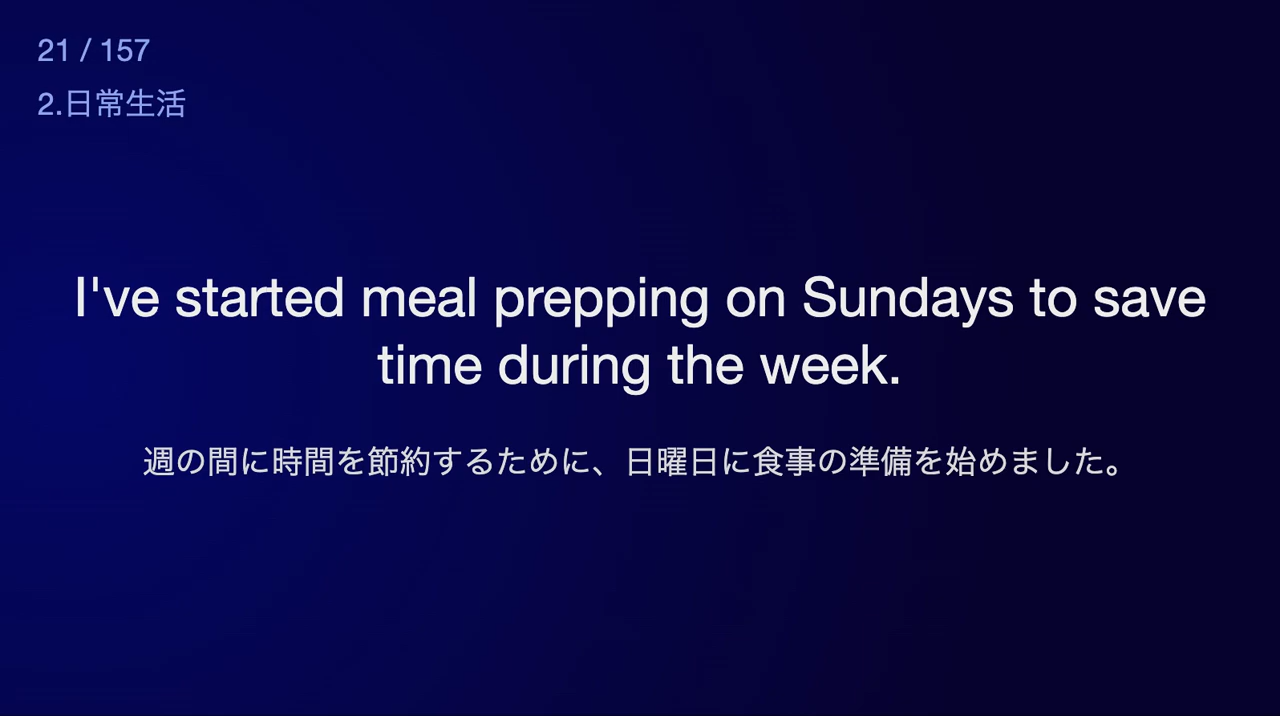 21 / 157
2.日常生活
I've started meal prepping on Sundays to save
time during the week.
週の間に時間を節約するために、日曜日に食事の準備を始めました。